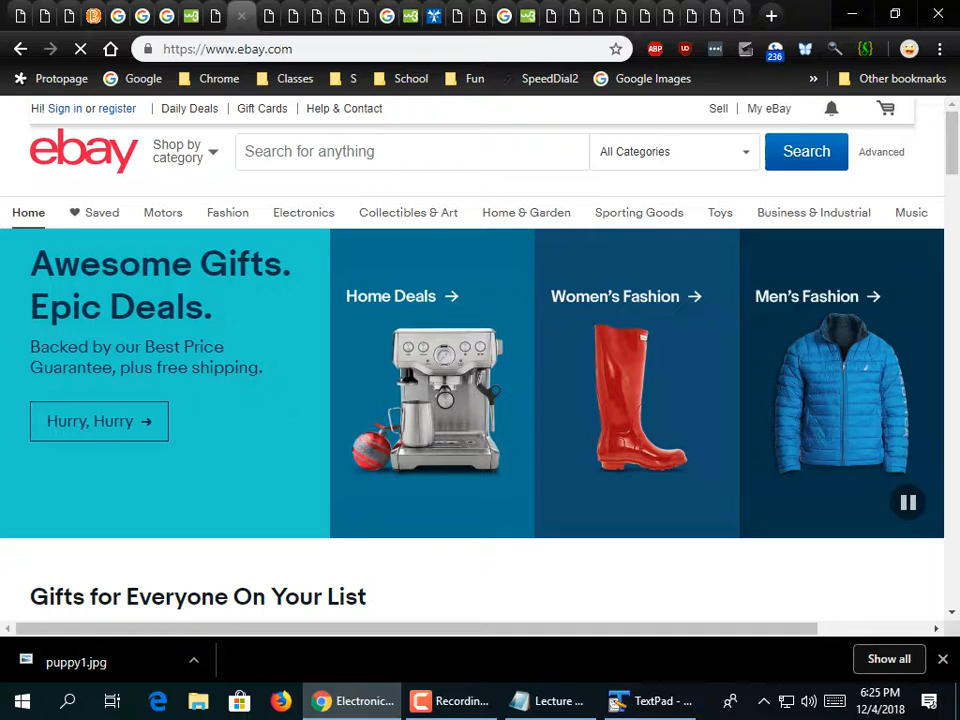 https://www.ebay.com
ABP
236
Protopage
Google
Chrome
Classes
S
School
Fun
SpeedDial2
Google Images
»
Other bookmarks
Hi! Sign in or register | Daily Deals | Gift Cards | Help & Contact
Sell | My eBay
ebay
Shop by
category
Search for anything
All Categories
Search
Advanced
Home
Saved
Motors
Fashion
Electronics
Collectibles & Art
Home & Garden
Sporting Goods
Toys
Business & Industrial
Music
Awesome Gifts.
Epic Deals.
Backed by our Best Price
Guarantee, plus free shipping.
Hurry, Hurry →
Home Deals →
Women's Fashion →
Men's Fashion →
Gifts for Everyone On Your List
puppy1.jpg
Show all
Electronic...
Recording...
Lecture ...
TextPad - ...
6:25 PM
12/4/2018